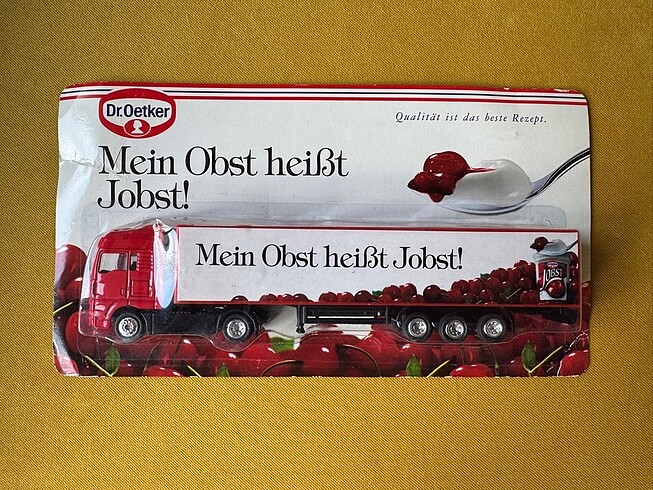 Dr.Oetker
Qualität ist das beste Rezept.
Mein Obst heißt
Jobst!
Mein Obst heißt Jobst!
JOBST